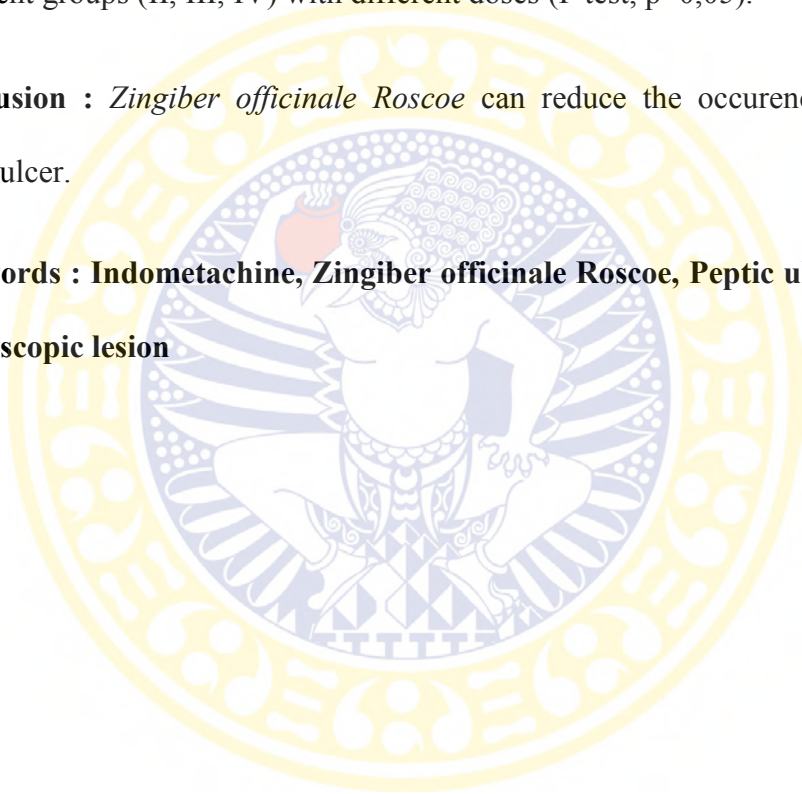 ent groups (II, III, IV) with different doses (F test, p 0,05).
usion : Zingiber officinale Roscoe can reduce the occurenc
ulcer.
ords : Indometachine, Zingiber officinale Roscoe, Peptic u
scopic lesion